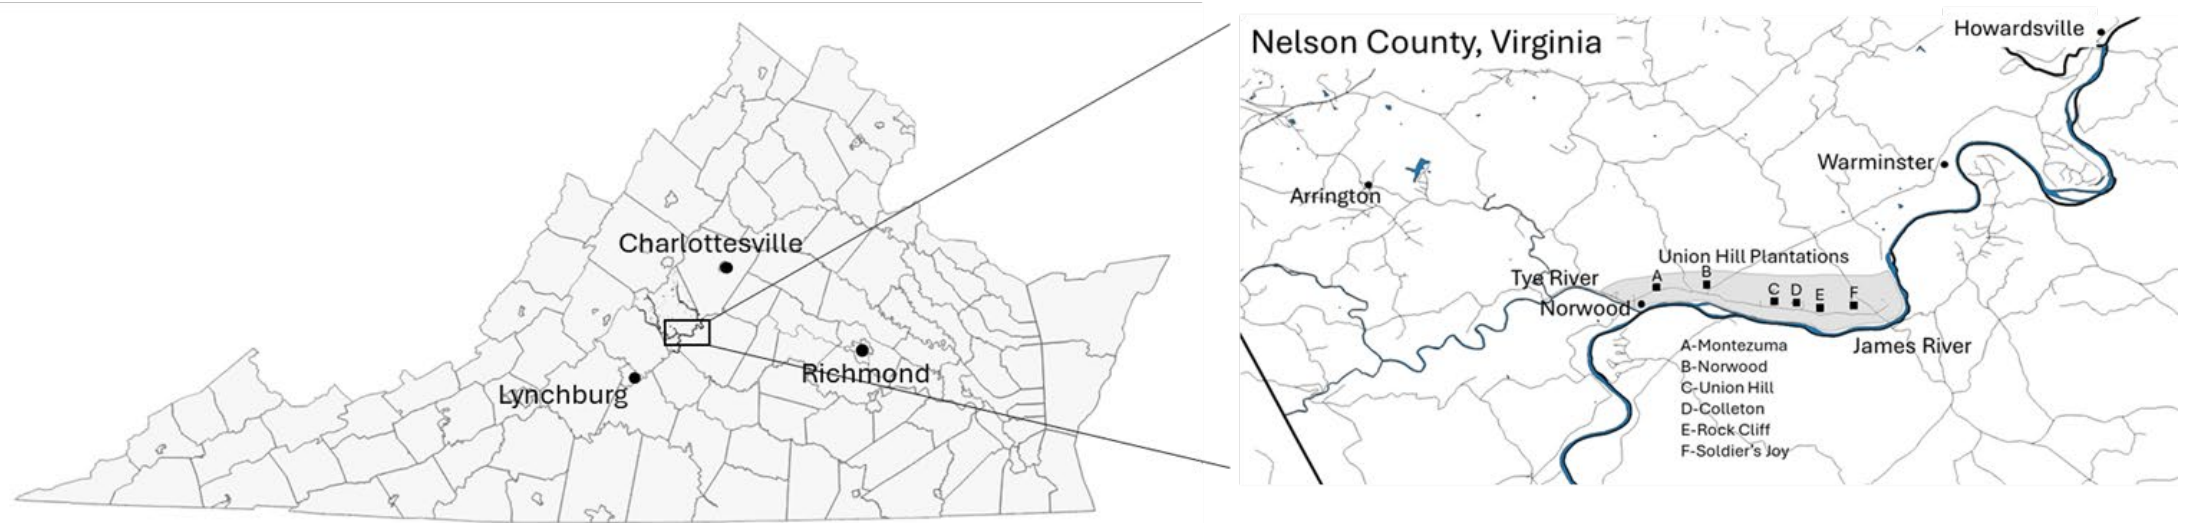 Charlottesville
Lynchburg
Richmond
Nelson County, Virginia
Howardsville
Warminster
Arrington
Union Hill Plantations
Tye River
A
B
C
D
E
F
Norwood
James River
A-Montezuma
B-Norwood
C-Union Hill
D-Colleton
E-Rock Cliff
F-Soldier's Joy